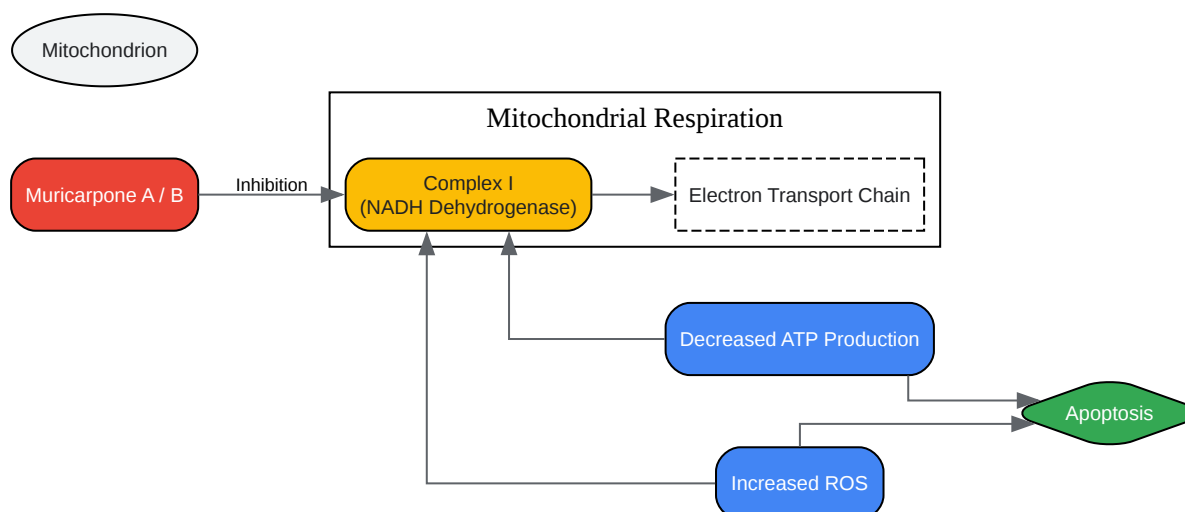 Mitochondrion
Mitochondrial Respiration
Muricarpone A / B
Inhibition
Complex I
(NADH Dehydrogenase)
Electron Transport Chain
Decreased ATP Production
Apoptosis
Increased ROS